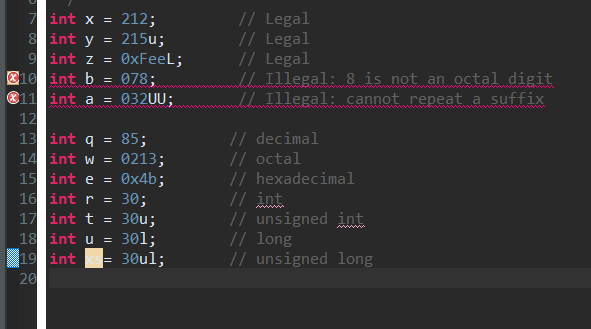 7 int x = 212; // Legal
8 int y = 215u; // Legal
9 int z = 0xFeeL; // Legal
10 int b = 078; // Illegal: 8 is not an octal digit
11 int a = 032UU; // Illegal: cannot repeat a suffix
12
13 int q = 85; // decimal
14 int w = 0213; // octal
15 int e = 0x4b; // hexadecimal
16 int r = 30; // int
17 int t = 30u; // unsigned int
18 int u = 30l; // long
19 int = 30ul; // unsigned long
20